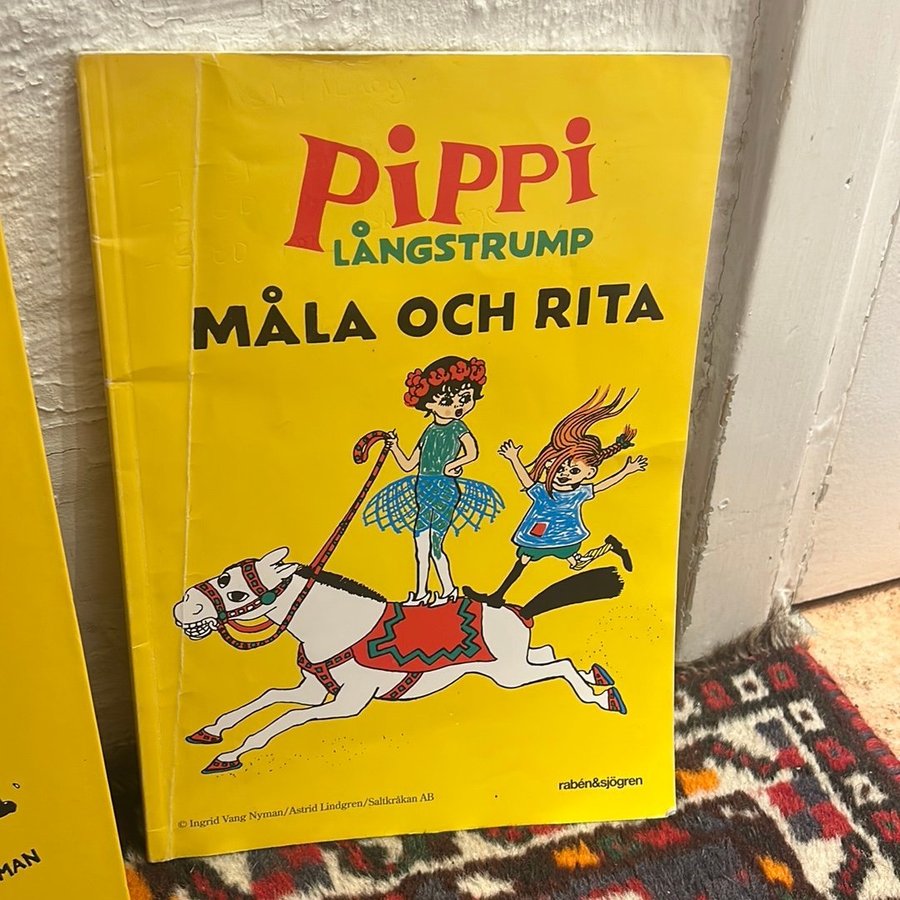 Pippi
LÅNGSTRUMP
MÅLA OCH RITA
rabén&sjögren
© Ingrid Vang Nyman/Astrid Lindgren/Saltkråkan AB
MAN